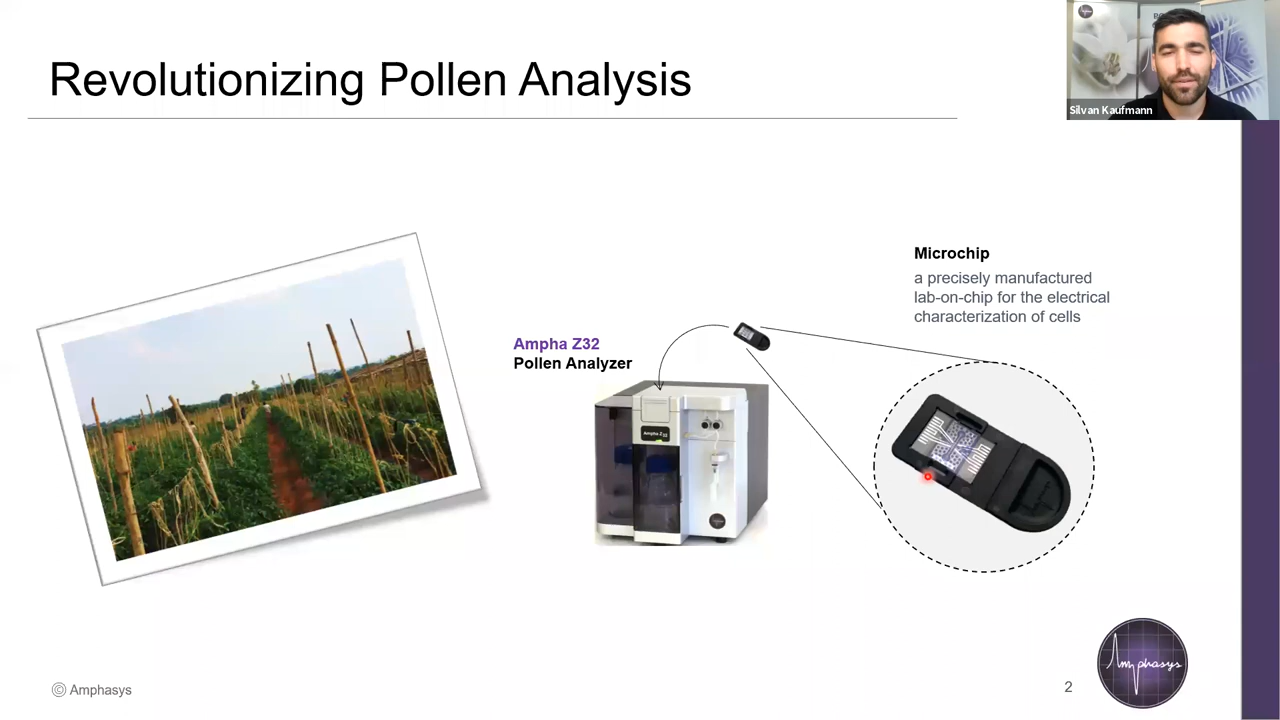 Revolutionizing Pollen Analysis
Silvan Kaufmann
Microchip
a precisely manufactured
lab-on-chip for the electrical
characterization of cells
Ampha Z32
Pollen Analyzer
Ampha Z32
© Amphasys
2
Amphasys